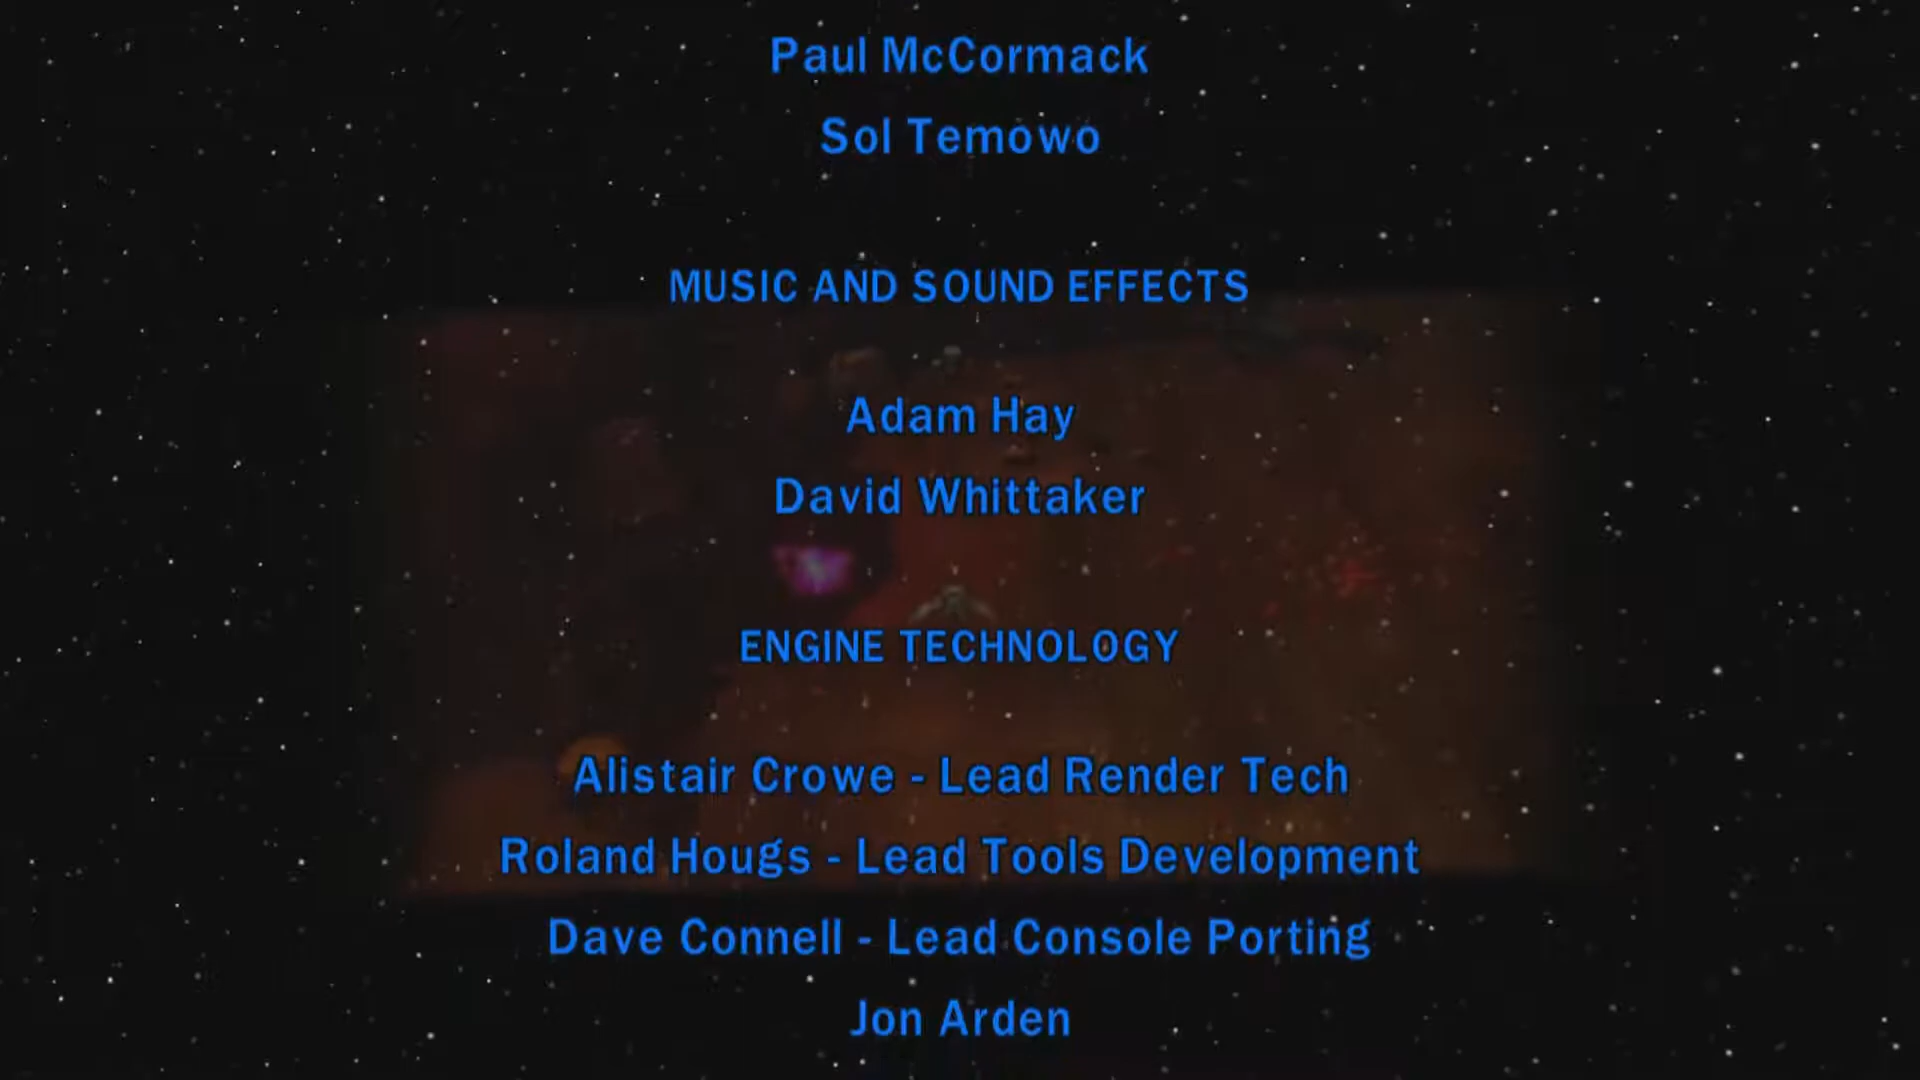 Paul McCormack
Sol Temowo
MUSIC AND SOUND EFFECTS
Adam Hay
David Whittaker
ENGINE TECHNOLOGY
Alistair Crowe - Lead Render Tech
Roland Hougs - Lead Tools Development
Dave Connell - Lead Console Porting
Jon Arden